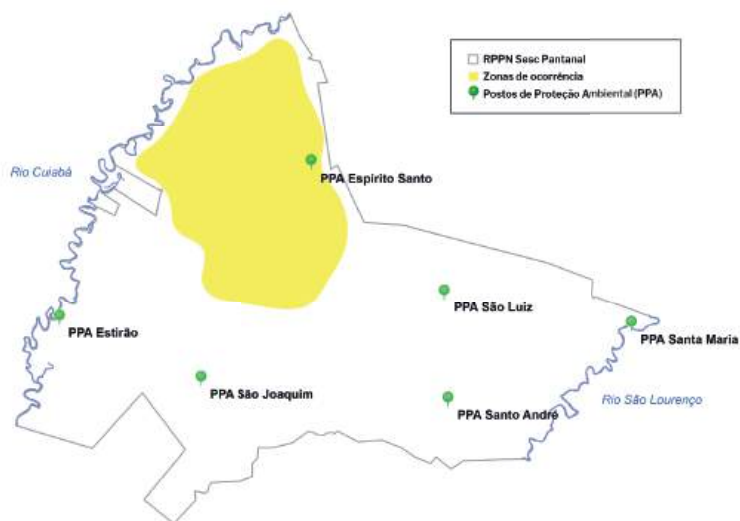 RPPN Sesc Pantanal
Zonas de ocorrência
Postos de Proteção Ambiental (PPA)
Rio Cuiabá
PPA Espirito Santo
PPA São Luiz
PPA Estirão
PPA Santa Maria
PPA São Joaquim
PPA Santo André
Rio São Lourenço